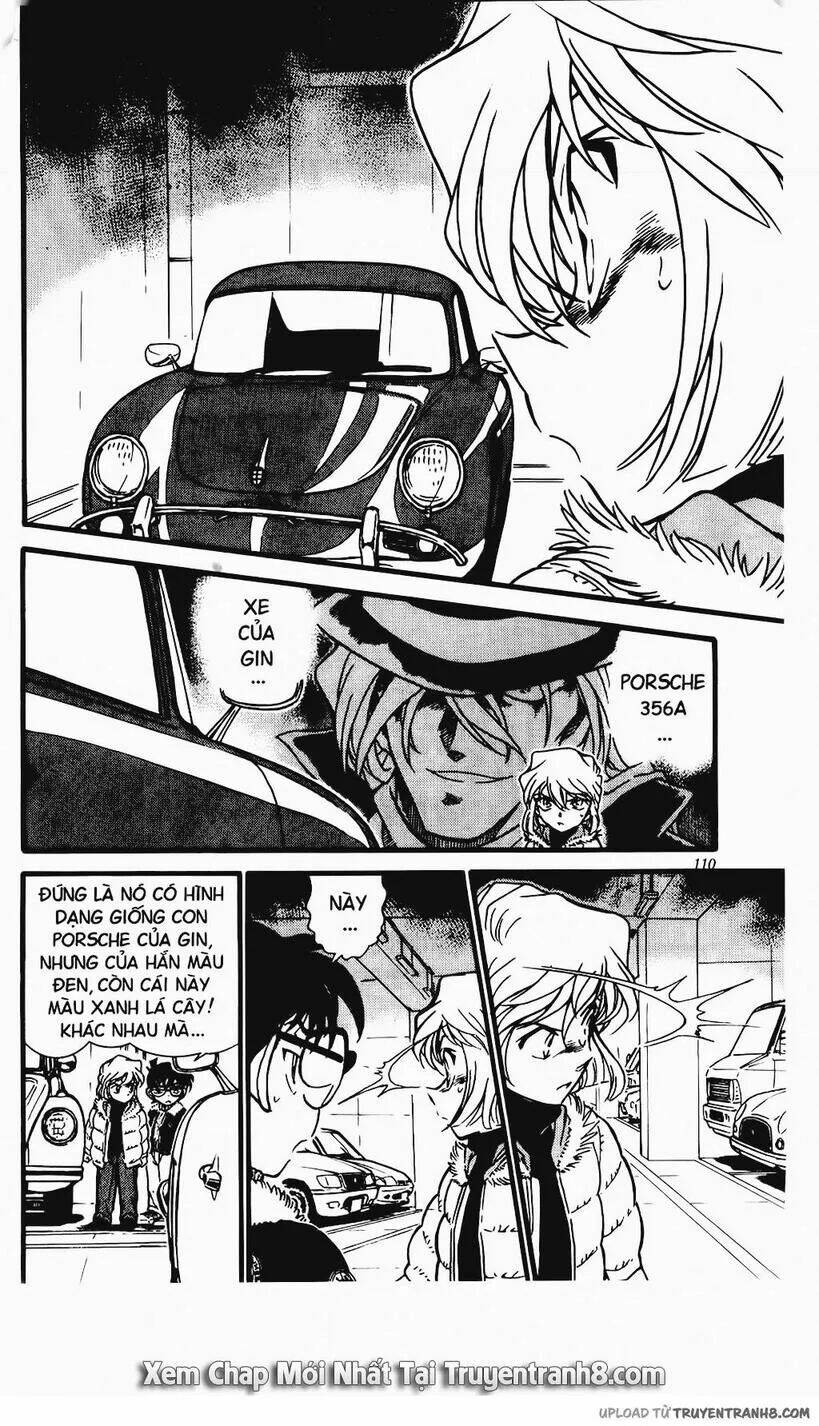 XE
CỦA
GIN
...
PORSCHE
356A
...
110
NÀY
...
ĐỨNG LÀ NÓ CÓ HÌNH
DẠNG GIỐNG CON
PORSCHE CỦA GIN,
NHƯNG CỦA HẮN MÀU
ĐEN, CÒN CÁI NÀY
MÀU XANH LÁ CÂY!
KHÁC NHAU MÀ...
Xem Chap Mới Nhất Tại Truyentranh8.com
UPLOAD TỪ TRUYENTRANH8.COM